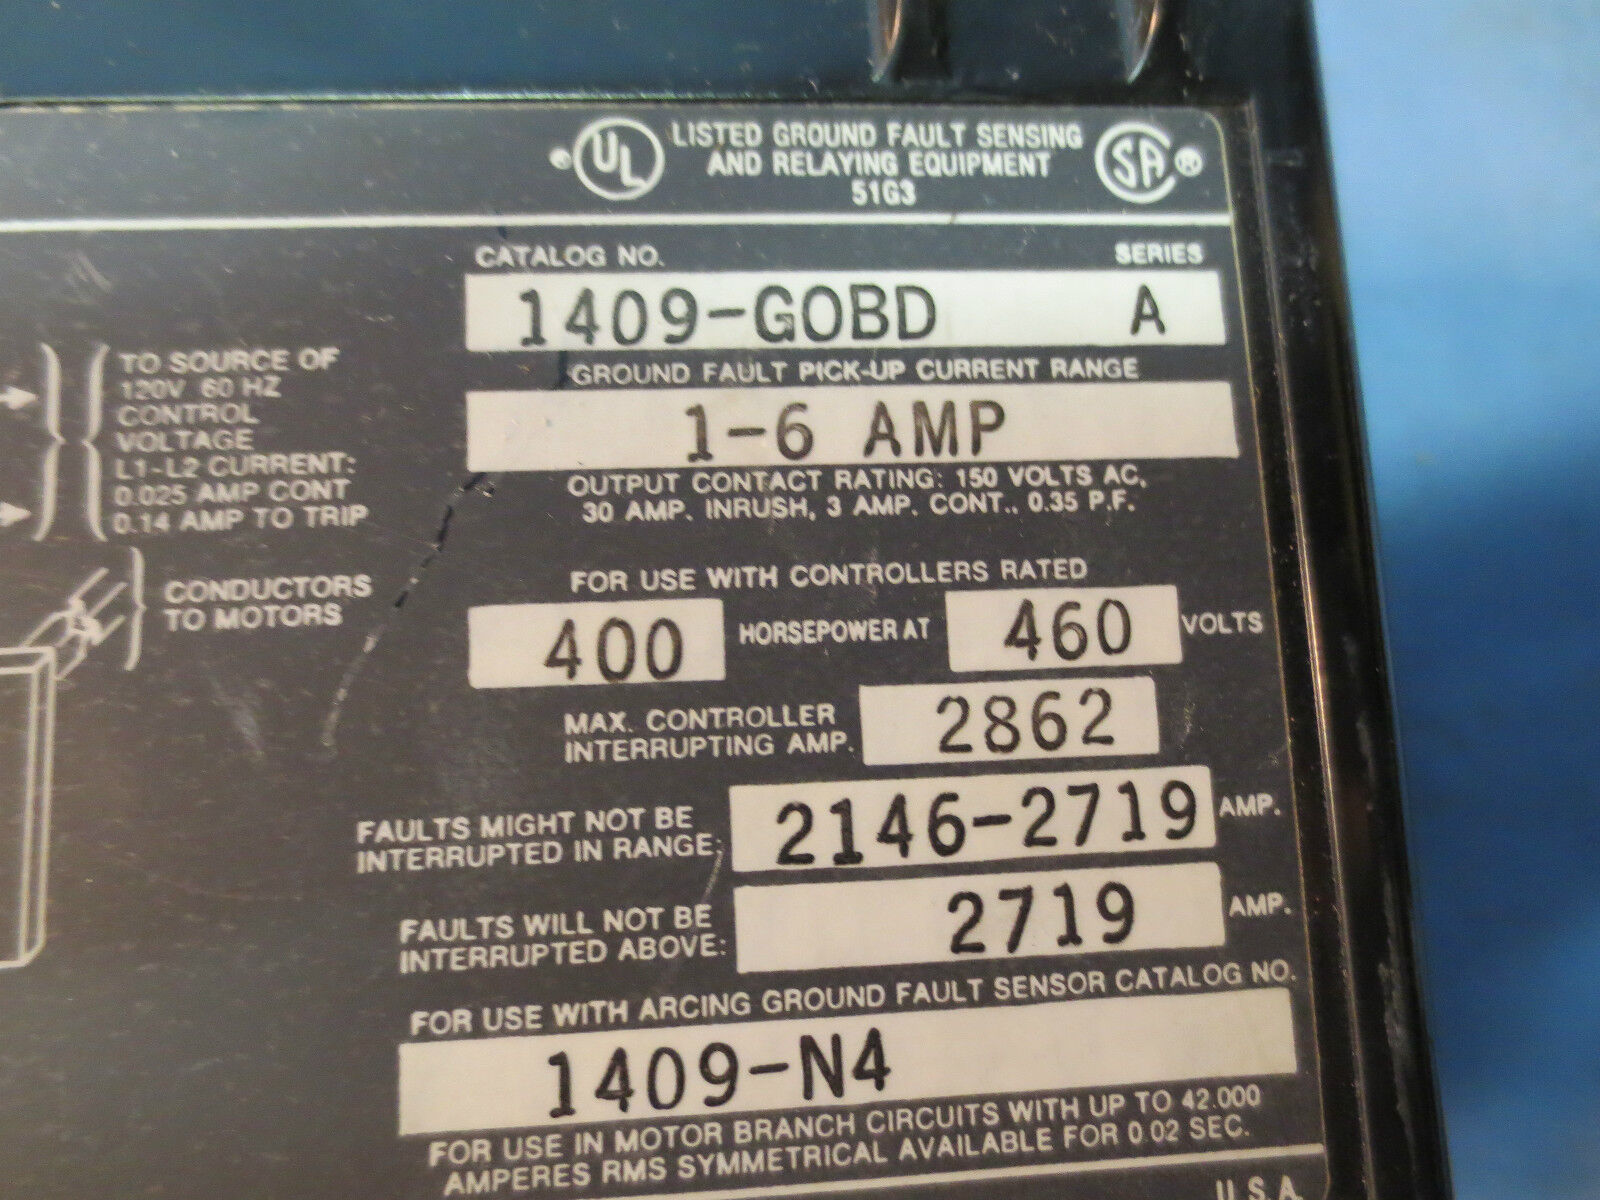 UL LISTED GROUND FAULT SENSING
AND RELAYING EQUIPMENT
51G3
SA ®
CATALOG NO. SERIES
1409-GOBD A
GROUND FAULT PICK-UP CURRENT RANGE
1-6 AMP
OUTPUT CONTACT RATING: 150 VOLTS AC,
30 AMP. INRUSH, 3 AMP. CONT., 0.35 P.F.
TO SOURCE OF
120V 60 HZ
CONTROL
VOLTAGE
L1-L2 CURRENT:
0.025 AMP CONT
0.14 AMP TO TRIP
CONDUCTORS
TO MOTORS
FOR USE WITH CONTROLLERS RATED
400 HORSEPOWER AT 460 VOLTS
MAX. CONTROLLER
INTERRUPTING AMP. 2862
FAULTS MIGHT NOT BE
INTERRUPTED IN RANGE: 2146-2719 AMP.
FAULTS WILL NOT BE
INTERRUPTED ABOVE: 2719 AMP.
FOR USE WITH ARCING GROUND FAULT SENSOR CATALOG NO.
1409-N4
FOR USE IN MOTOR BRANCH CIRCUITS WITH UP TO 42.000
AMPERES RMS SYMMETRICAL AVAILABLE FOR 0.02 SEC.
U.S.A.